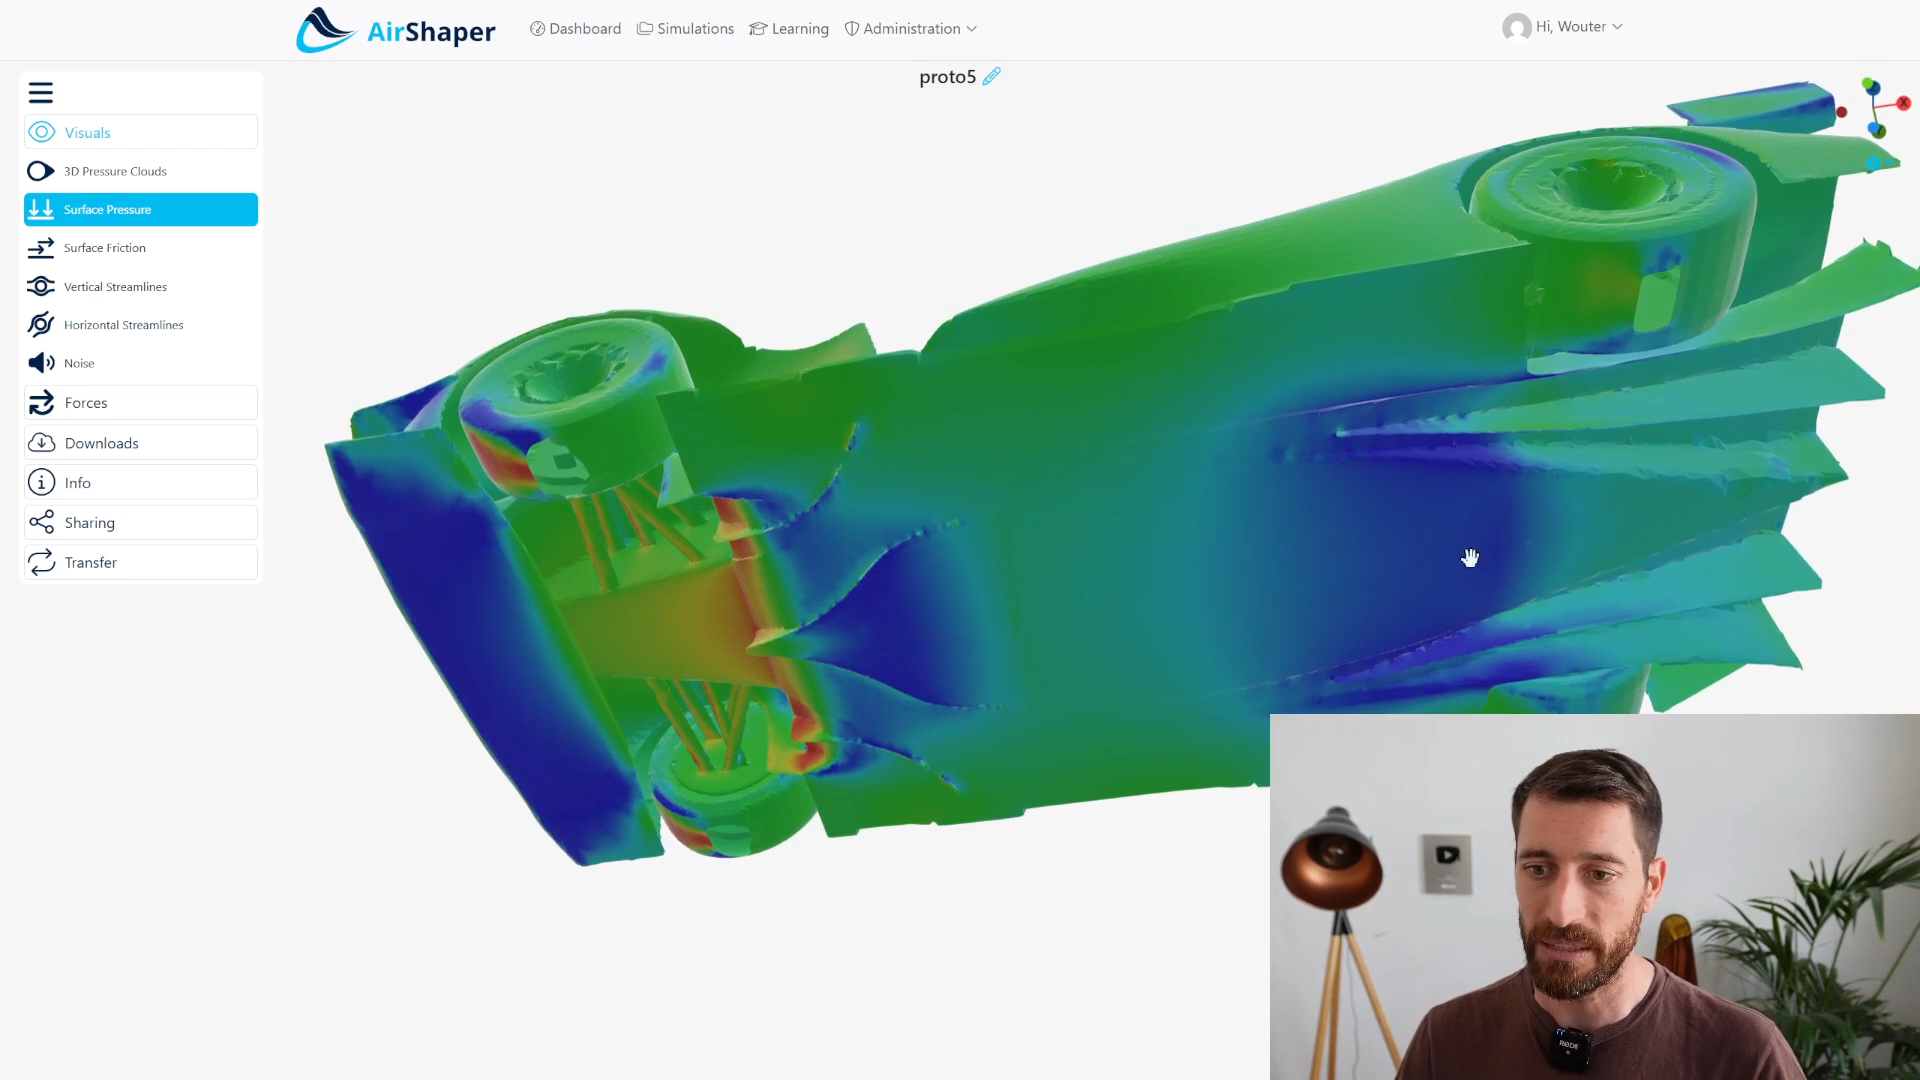 AirShaper
Dashboard
Simulations
Learning
Administration
Hi, Wouter
proto5
Visuals
3D Pressure Clouds
Surface Pressure
Surface Friction
Vertical Streamlines
Horizontal Streamlines
Noise
Forces
Downloads
Info
Sharing
Transfer
X
RØDE